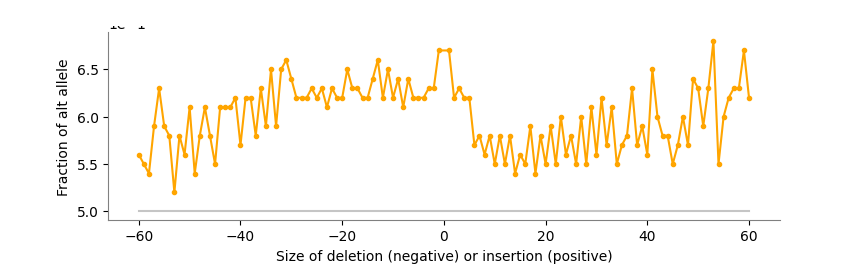 6.5
6.0
5.5
5.0
Fraction of alt allele
−60 −40 −20 0 20 40 60
Size of deletion (negative) or insertion (positive)